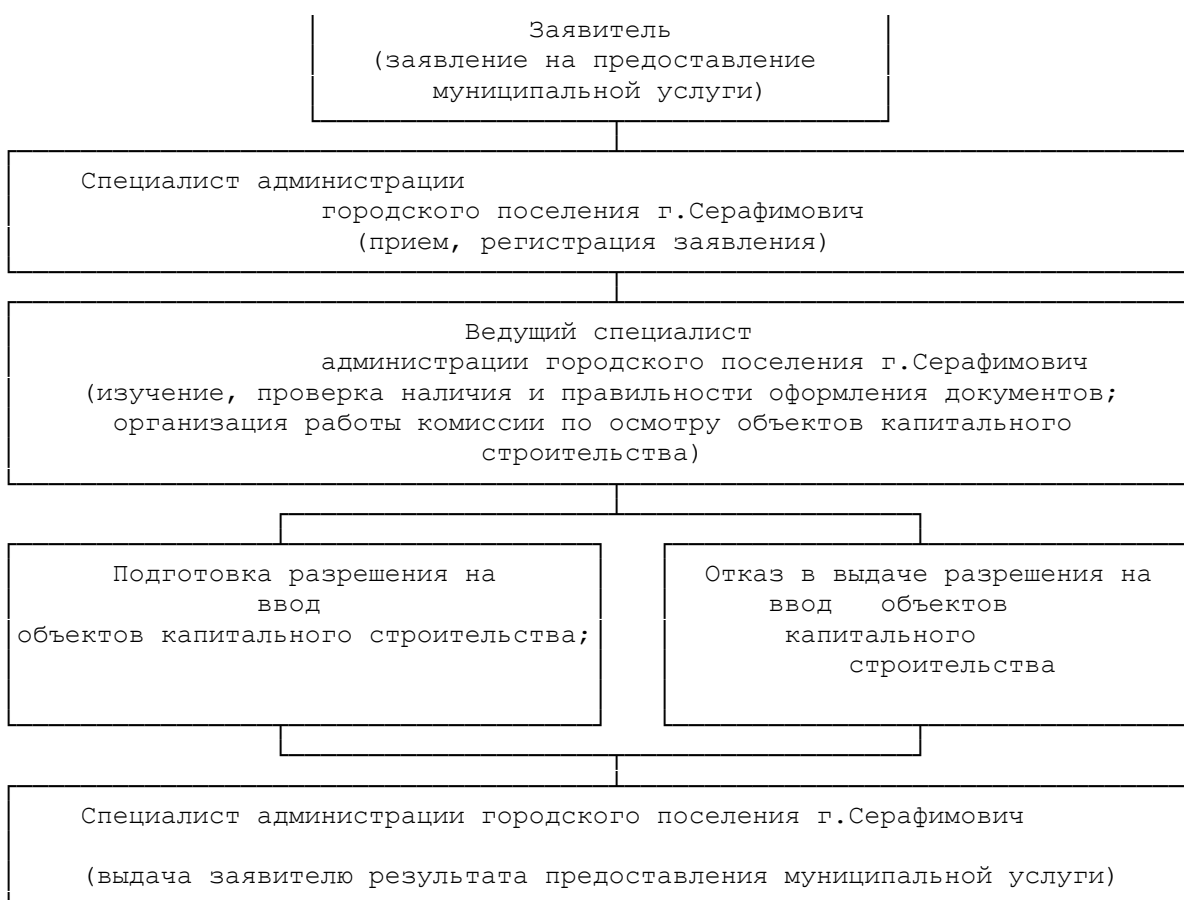 Заявитель
(заявление на предоставление
муниципальной услуги)
Специалист администрации
городского поселения г.Серафимович
(прием, регистрация заявления)
Ведущий специалист
администрации городского поселения г.Серафимович
(изучение, проверка наличия и правильности оформления документов;
организация работы комиссии по осмотру объектов капитального
строительства)
Подготовка разрешения на
ввод
объектов капитального строительства;
Отказ в выдаче разрешения на
ввод объектов
капитального
строительства
Специалист администрации городского поселения г.Серафимович
(выдача заявителю результата предоставления муниципальной услуги)